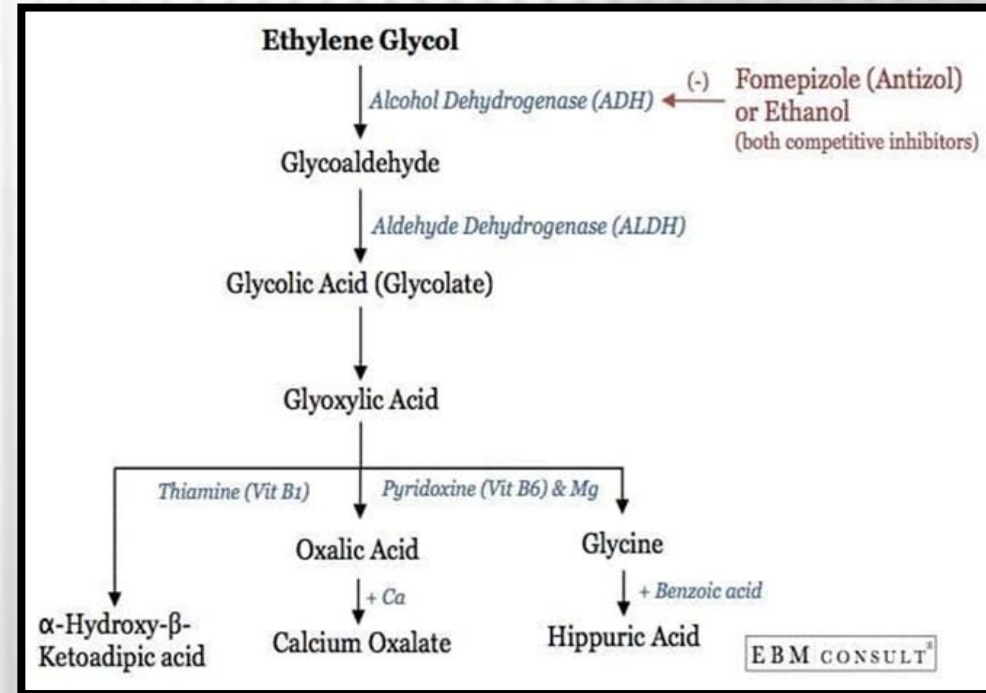 Ethylene Glycol
Alcohol Dehydrogenase (ADH)
(-)
Fomepizole (Antizol)
or Ethanol
(both competitive inhibitors)
Glycoaldehyde
Aldehyde Dehydrogenase (ALDH)
Glycolic Acid (Glycolate)
Glyoxylic Acid
Thiamine (Vit B1)
Pyridoxine (Vit B6) & Mg
Oxalic Acid
Glycine
+ Ca
+ Benzoic acid
α-Hydroxy-β-
Ketoadipic acid
Calcium Oxalate
Hippuric Acid
EBM CONSULT